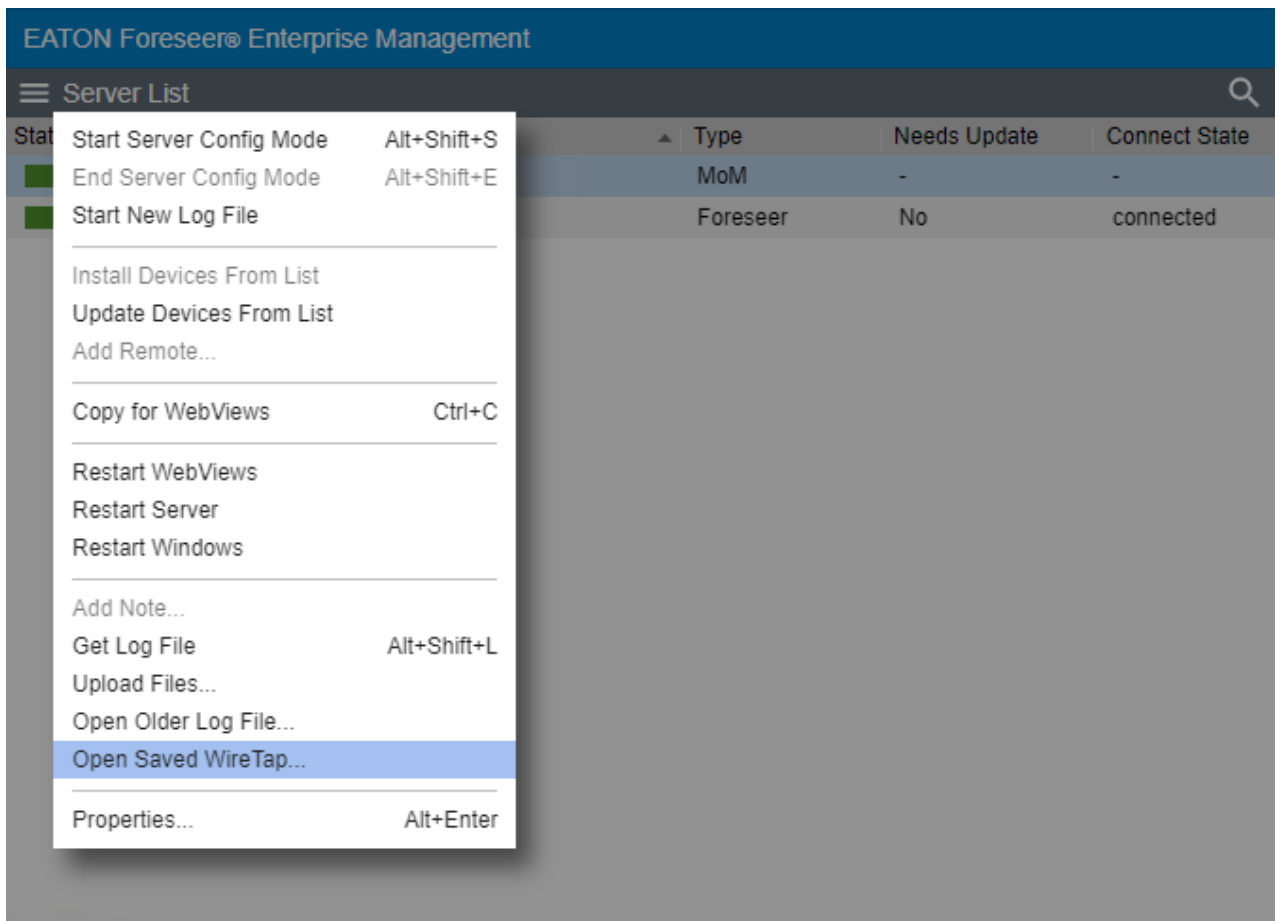 EATON Foreseer® Enterprise Management
Server List
Stat Type Needs Update Connect State
MoM - -
Foreseer No connected
Start Server Config Mode Alt+Shift+S
End Server Config Mode Alt+Shift+E
Start New Log File
Install Devices From List
Update Devices From List
Add Remote...
Copy for WebViews Ctrl+C
Restart WebViews
Restart Server
Restart Windows
Add Note...
Get Log File Alt+Shift+L
Upload Files...
Open Older Log File...
Open Saved WireTap...
Properties... Alt+Enter